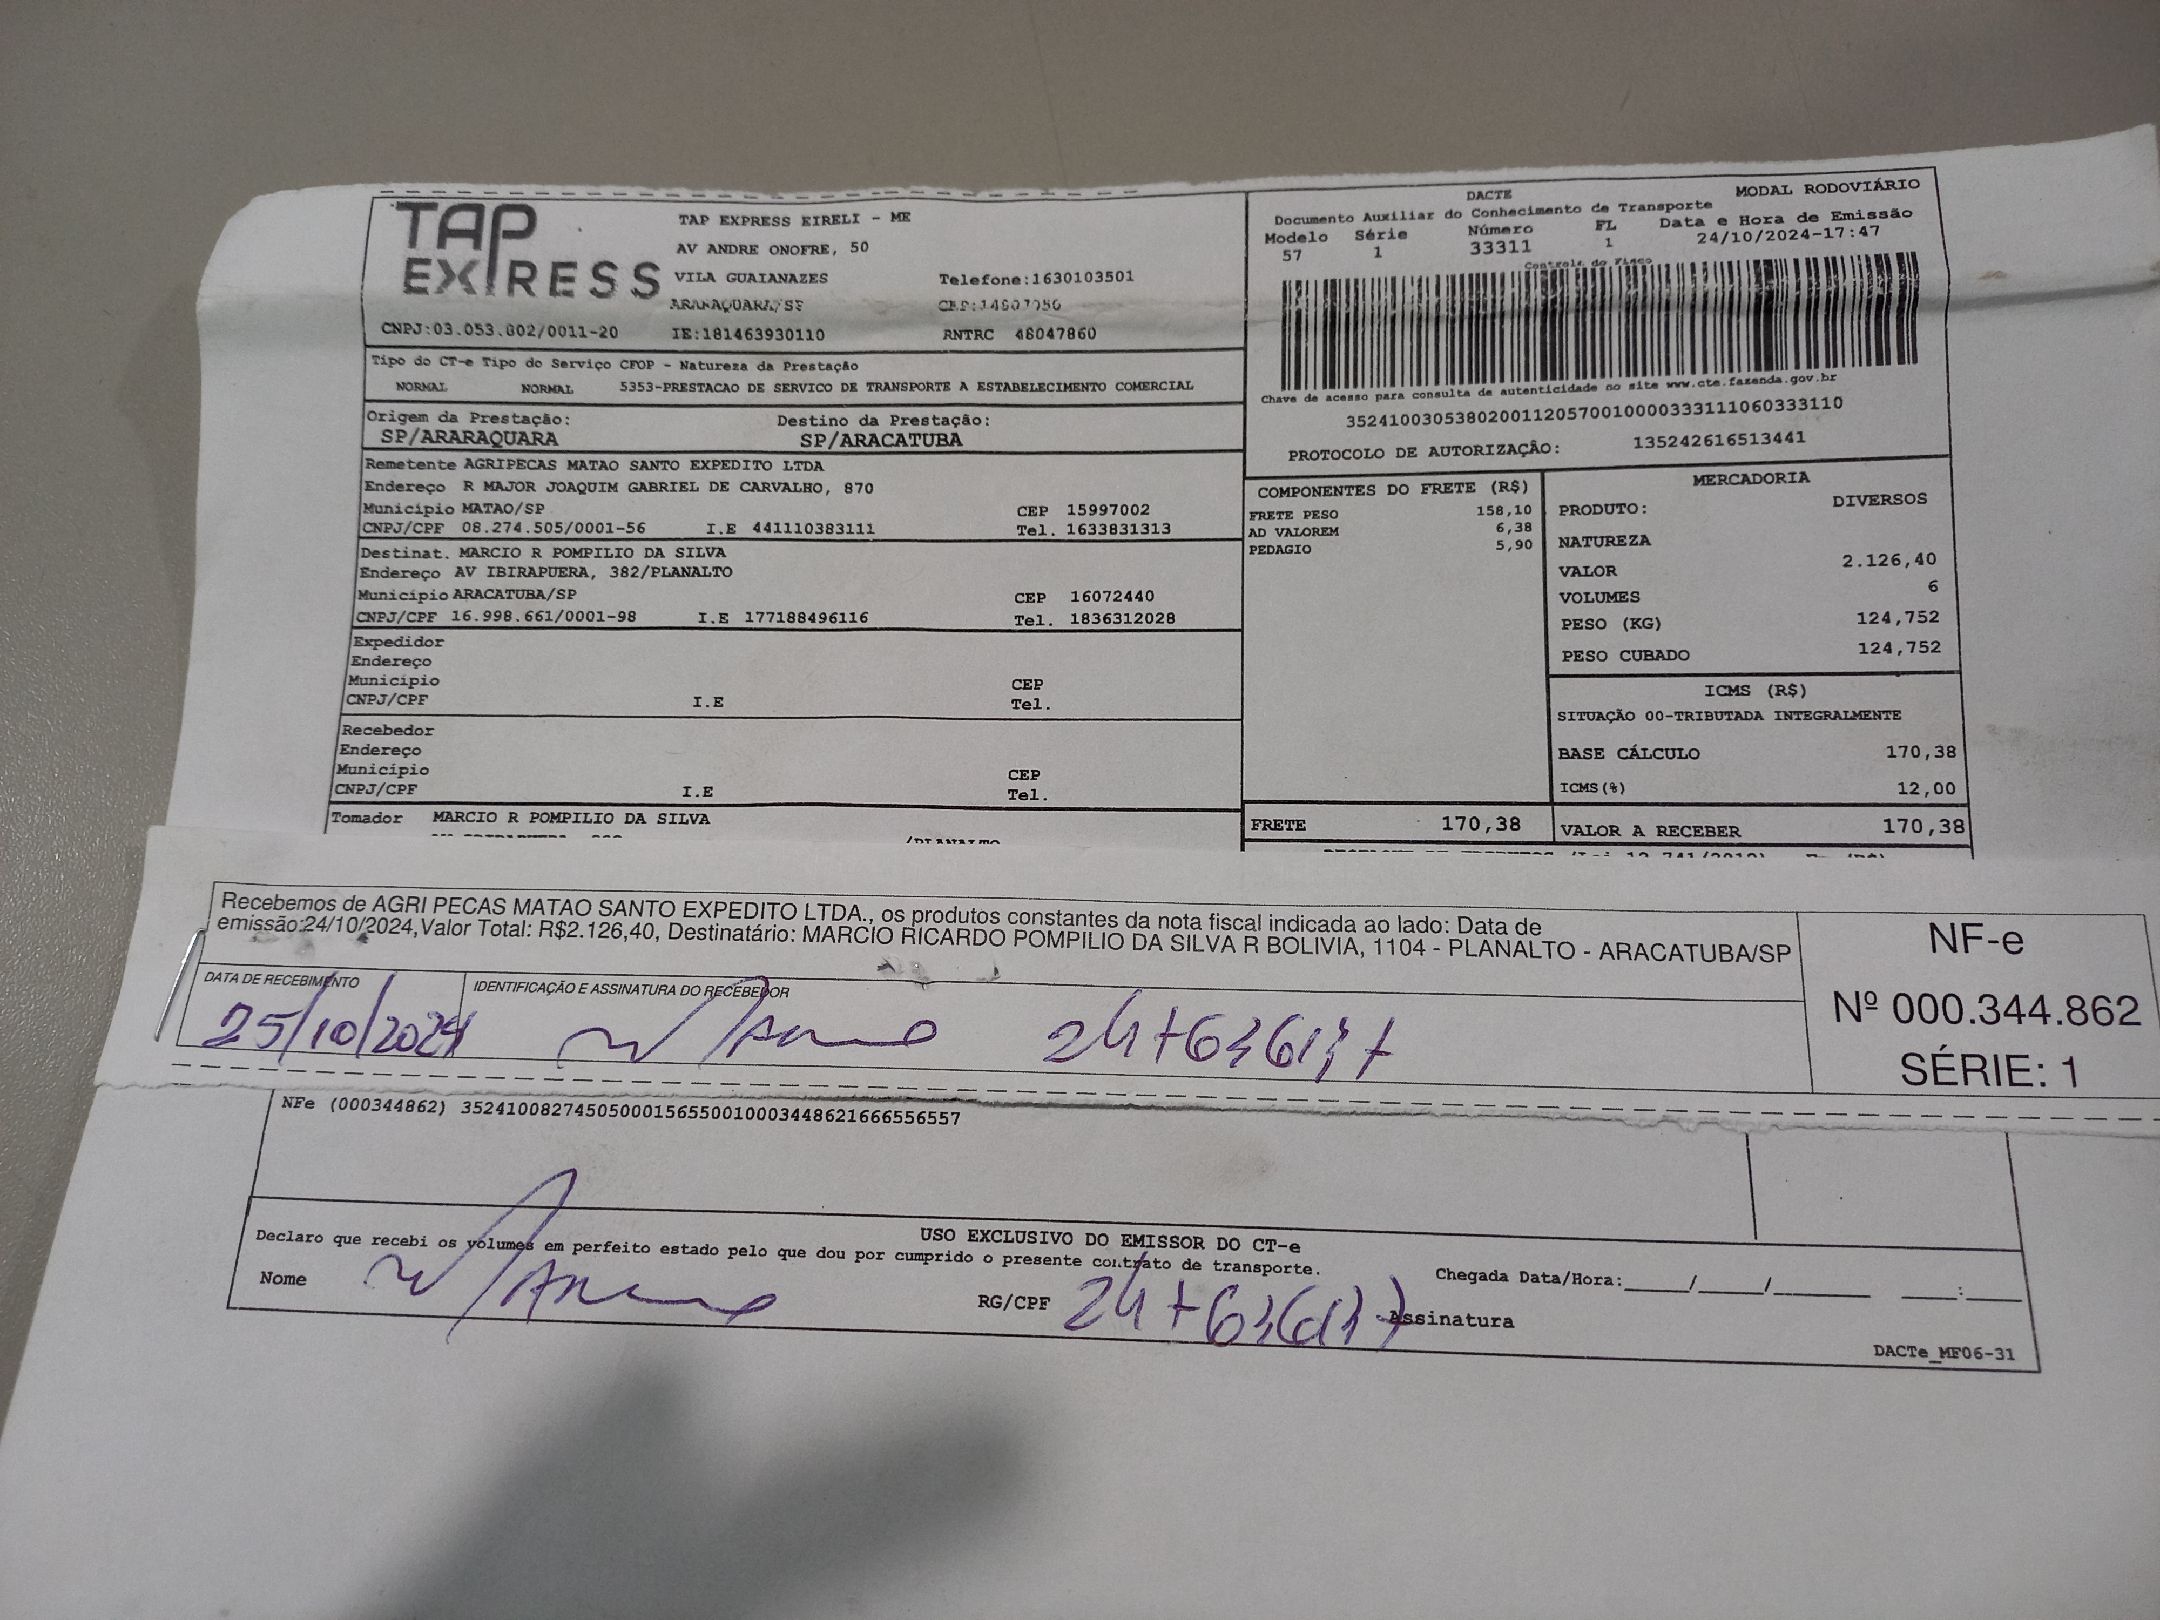 TAP EXPRESS
TAP EXPRESS EIRELI - ME
AV ANDRE ONOFRE, 50
VILA GUAIANAZES Telefone:1630103501
ARARAQUARA/SP
CNPJ:03.053.802/0011-20 IE:181463930110 RNTRC 48047860
Tipo do CT-e Tipo do Serviço CFOP - Natureza da Prestação
NORMAL NORMAL 5353-PRESTACAO DE SERVICO DE TRANSPORTE A ESTABELECIMENTO COMERCIAL
Origem da Prestação: Destino da Prestação:
SP/ARARAQUARA SP/ARACATUBA
Remetente AGRIPECAS MATAO SANTO EXPEDITO LTDA
Endereço R MAJOR JOAQUIM GABRIEL DE CARVALHO, 870
Município MATAO/SP CEP 15997002
CNPJ/CPF 08.274.505/0001-56 I.E 441110383111 Tel. 1633831313
Destinat. MARCIO R POMPILIO DA SILVA
Endereço AV IBIRAPUERA, 382/PLANALTO
Município ARACATUBA/SP CEP 16072440
CNPJ/CPF 16.998.661/0001-98 I.E 177188496116 Tel. 1836312028
Expedidor
Endereço
Município CEP
CNPJ/CPF I.E Tel.
Recebedor
Endereço
Município CEP
CNPJ/CPF I.E Tel.
Tomador MARCIO R POMPILIO DA SILVA
DACTE MODAL RODOVIÁRIO
Documento Auxiliar do Conhecimento de Transporte
Modelo Série Número FL Data e Hora de Emissão
57 1 33311 1 24/10/2024-17:47
Controle do Fisco
Chave de acesso para consulta de autenticidade no site www.cte.fazenda.gov.br
35241003053802001120570010000333111060333110
PROTOCOLO DE AUTORIZAÇÃO: 135242616513441
COMPONENTES DO FRETE (R$)
FRETE PESO 158,10
AD VALOREM 6,38
PEDAGIO 5,90
MERCADORIA
PRODUTO: DIVERSOS
NATUREZA
VALOR 2.126,40
VOLUMES 6
PESO (KG) 124,752
PESO CUBADO 124,752
ICMS (R$)
SITUAÇÃO 00-TRIBUTADA INTEGRALMENTE
BASE CÁLCULO 170,38
ICMS(%) 12,00
FRETE 170,38 VALOR A RECEBER 170,38
Recebemos de AGRI PECAS MATAO SANTO EXPEDITO LTDA., os produtos constantes da nota fiscal indicada ao lado: Data de
emissão:24/10/2024,Valor Total: R$2.126,40, Destinatário: MARCIO RICARDO POMPILIO DA SILVA R BOLIVIA, 1104 - PLANALTO - ARACATUBA/SP
DATA DE RECEBIMENTO IDENTIFICAÇÃO E ASSINATURA DO RECEBEDOR
25/10/2024
NF-e
Nº 000.344.862
SÉRIE: 1
NFe (000344862) 35241008274505000156550010003448621666556557
USO EXCLUSIVO DO EMISSOR DO CT-e
Declaro que recebi os volumes em perfeito estado pelo que dou por cumprido o presente contrato de transporte.
Nome RG/CPF Assinatura
Chegada Data/Hora:____/____/________ ____:____
DACTe_MF06-31